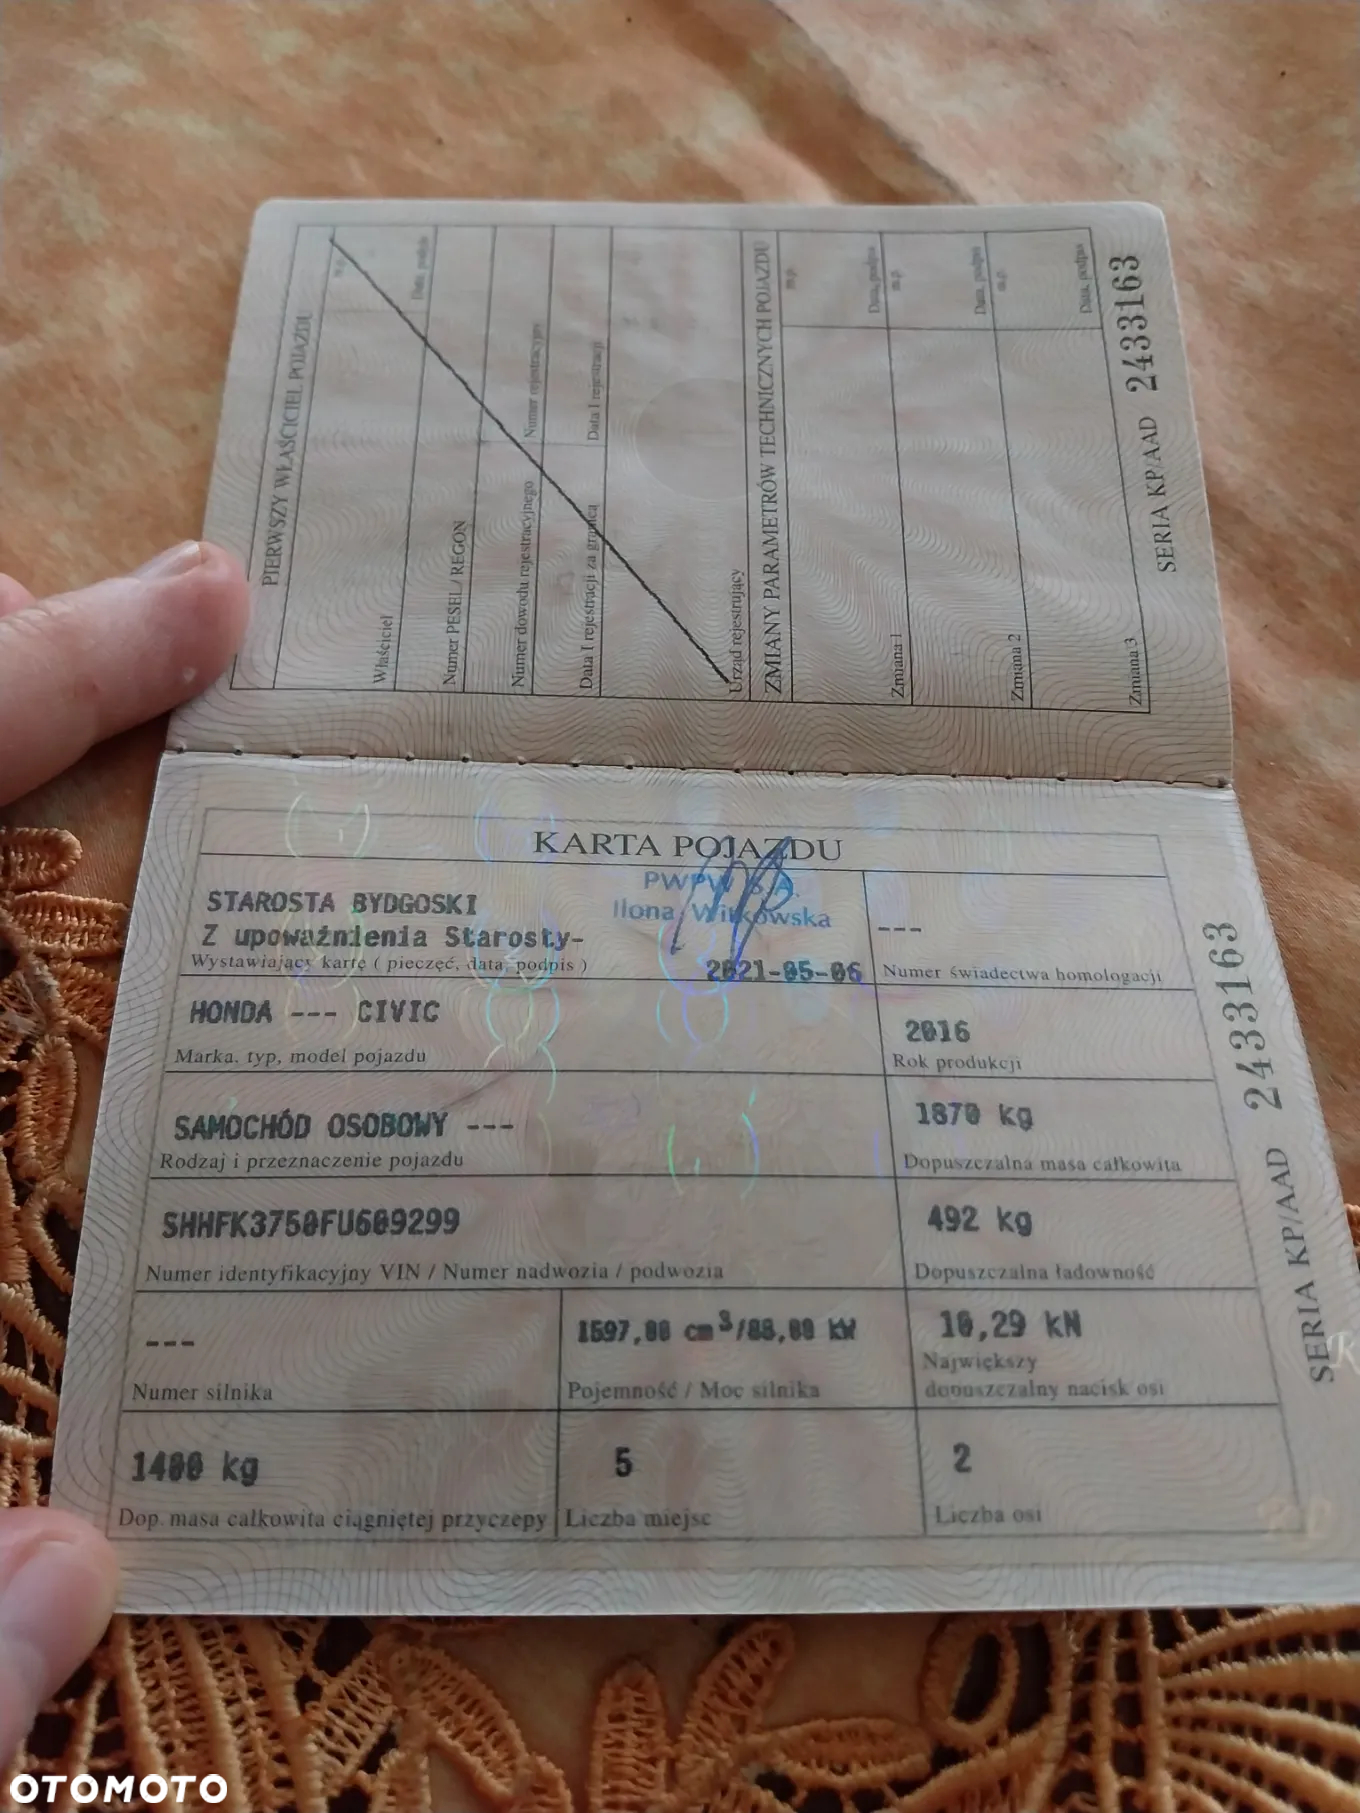 PIERWSZY WŁAŚCICIEL POJAZDU
Właściciel
m.p.
Data, podpis
Numer PESEL / REGON
Numer dowodu rejestracyjnego
Numer rejestracyjny
Data I rejestracji za granicą
Data I rejestracji
Urząd rejestrujący
ZMIANY PARAMETRÓW TECHNICZNYCH POJAZDU
m.p.
Zmiana 1
Data, podpis
m.p.
Zmiana 2
Data, podpis
m.p.
Zmiana 3
Data, podpis
SERIA KP/AAD 2433163
KARTA POJAZDU
STAROSTA BYDGOSKI
Z upoważnienia Starosty-
PWPW S.A.
Ilona Witkowska
2021-05-06
Wystawiający kartę ( pieczęć, data, podpis )
---
Numer świadectwa homologacji
HONDA --- CIVIC
Marka, typ, model pojazdu
2016
Rok produkcji
SAMOCHÓD OSOBOWY ---
Rodzaj i przeznaczenie pojazdu
1870 kg
Dopuszczalna masa całkowita
SHHFK3750FU609299
Numer identyfikacyjny VIN / Numer nadwozia / podwozia
492 kg
Dopuszczalna ładowność
---
Numer silnika
1597,00 cm³/88,00 kW
Pojemność / Moc silnika
10,29 kN
Największy
dopuszczalny nacisk osi
1400 kg
Dop. masa całkowita ciągniętej przyczepy
5
Liczba miejsc
2
Liczba osi
SERIA KP/AAD 2433163
OTOMOTO